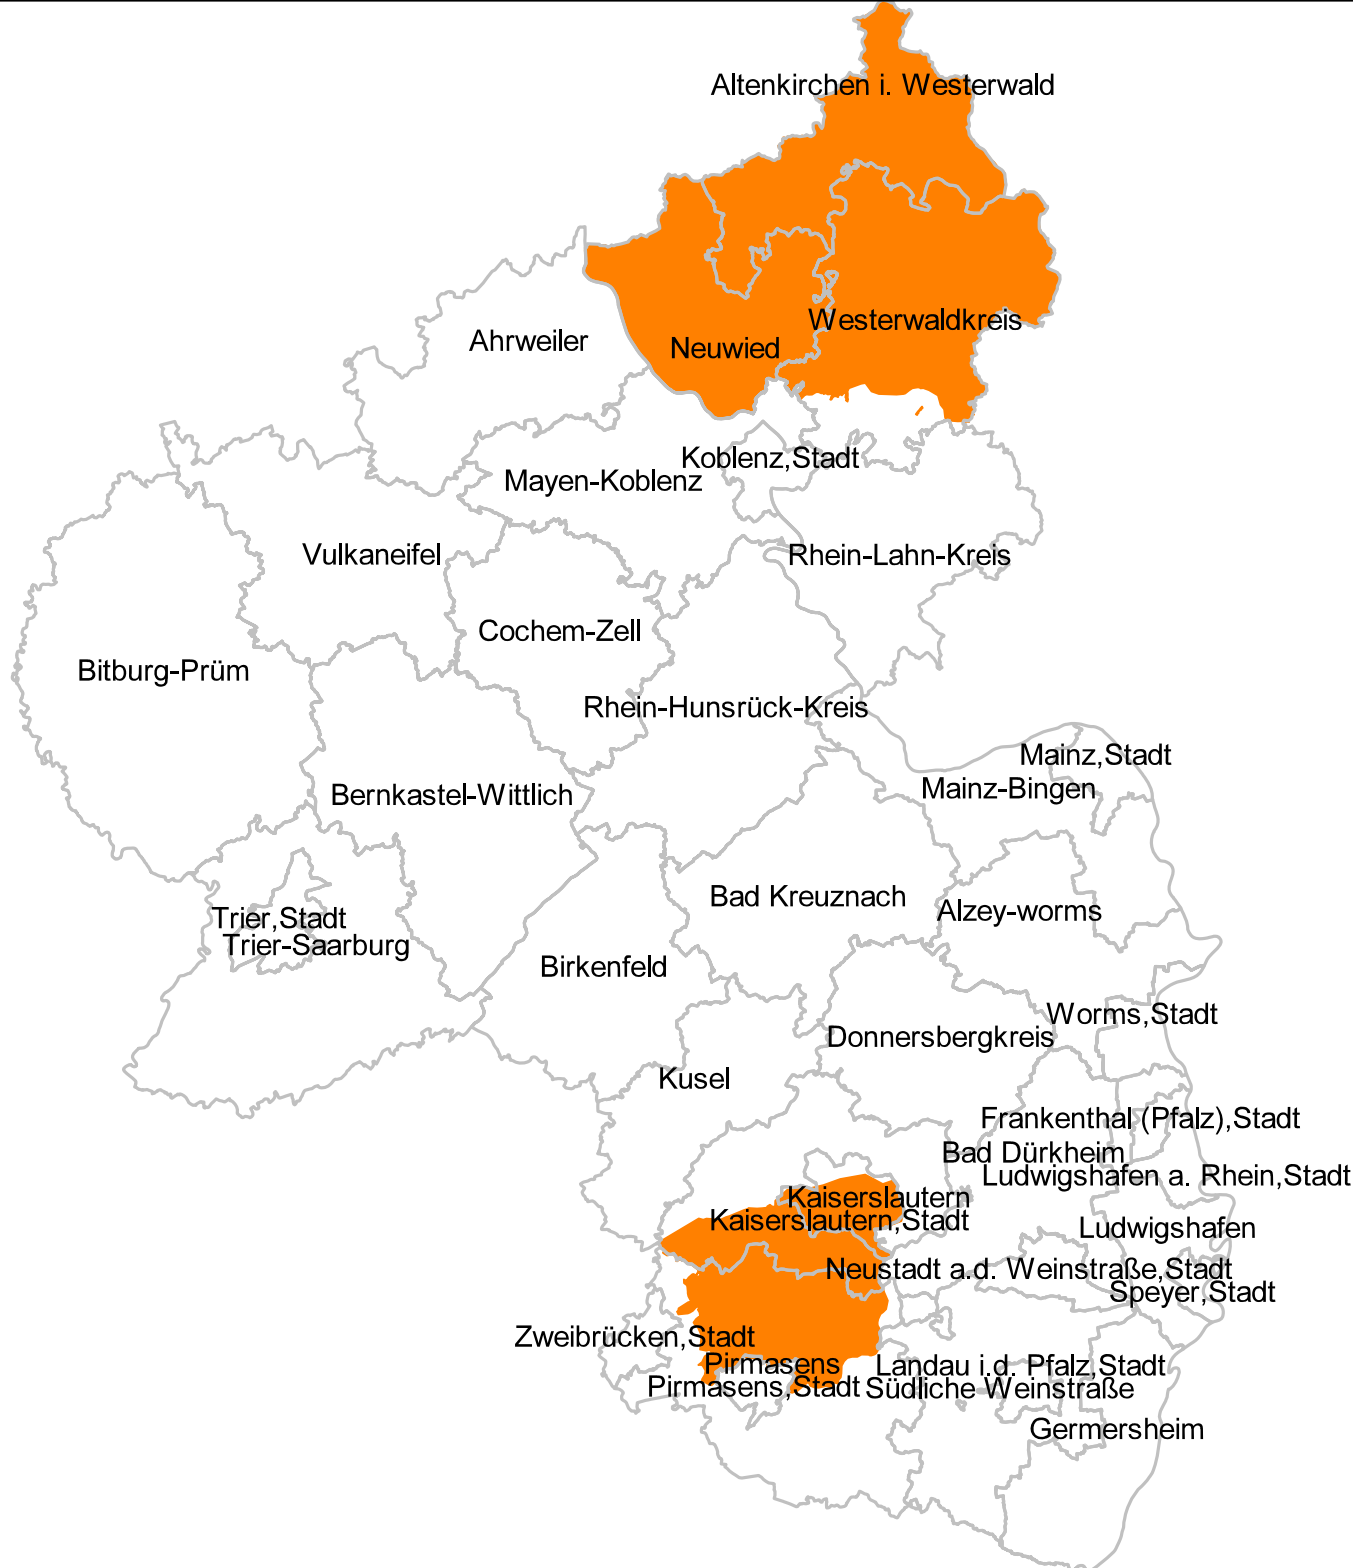 Altenkirchen i. Westerwald
Westerwaldkreis
Ahrweiler
Neuwied
Koblenz,Stadt
Mayen-Koblenz
Vulkaneifel
Rhein-Lahn-Kreis
Cochem-Zell
Bitburg-Prüm
Rhein-Hunsrück-Kreis
Mainz,Stadt
Mainz-Bingen
Bernkastel-Wittlich
Bad Kreuznach
Alzey-worms
Trier,Stadt
Trier-Saarburg
Birkenfeld
Worms,Stadt
Donnersbergkreis
Kusel
Frankenthal (Pfalz),Stadt
Bad Dürkheim
Ludwigshafen a. Rhein,Stadt
Kaiserslautern
Kaiserslautern,Stadt
Ludwigshafen
Neustadt a.d. Weinstraße,Stadt
Speyer,Stadt
Zweibrücken,Stadt
Pirmasens
Landau i.d. Pfalz,Stadt
Pirmasens,Stadt
Südliche Weinstraße
Germersheim